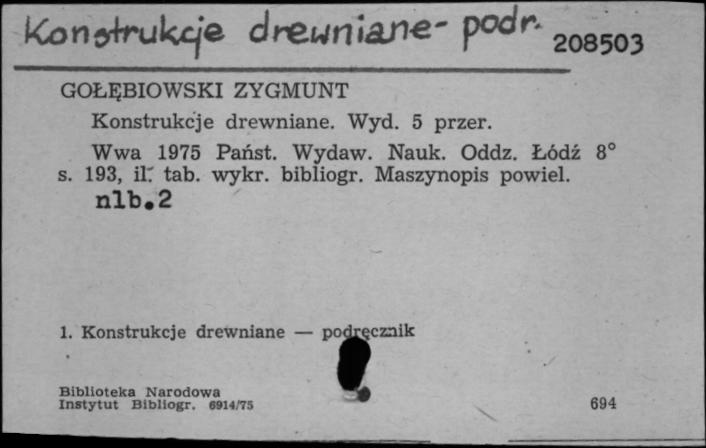 Konstrukcje drewniane - podr.
208503
GOŁĘBIOWSKI ZYGMUNT
Konstrukcje drewniane. Wyd. 5 przer.
Wwa 1975 Państ. Wydaw. Nauk. Oddz. Łódź 8°
s. 193, il. tab. wykr. bibliogr. Maszynopis powiel.
nlb.2
1. Konstrukcje drewniane — podręcznik
Biblioteka Narodowa
Instytut Bibliogr. 6914/75
694